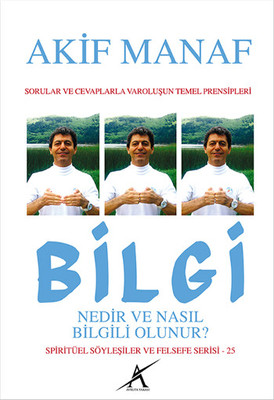 AKİF MANAF
SORULAR VE CEVAPLARLA VAROLUŞUN TEMEL PRENSİPLERİ
BİLGİ
NEDİR VE NASIL
BİLGİLİ OLUNUR?
SPİRİTÜEL SÖYLEŞİLER VE FELSEFE SERİSİ - 25